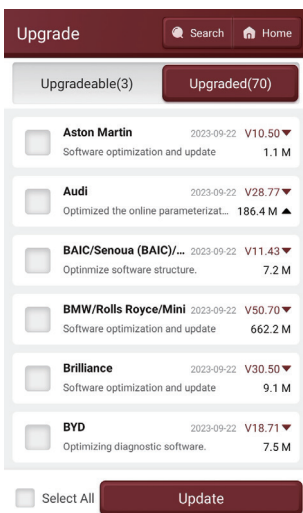 Upgrade Search Home
Upgradeable(3) Upgraded(70)
Aston Martin 2023-09-22 V10.50
Software optimization and update 1.1 M
Audi 2023-09-22 V28.77
Optimized the online parameterizat... 186.4 M
BAIC/Senoua (BAIC)/... 2023-09-22 V11.43
Optinmize software structure. 7.2 M
BMW/Rolls Royce/Mini 2023-09-22 V50.70
Software optimization and update 662.2 M
Brilliance 2023-09-22 V30.50
Software optimization and update 9.1 M
BYD 2023-09-22 V18.71
Optimizing diagnostic software. 7.5 M
Select All Update